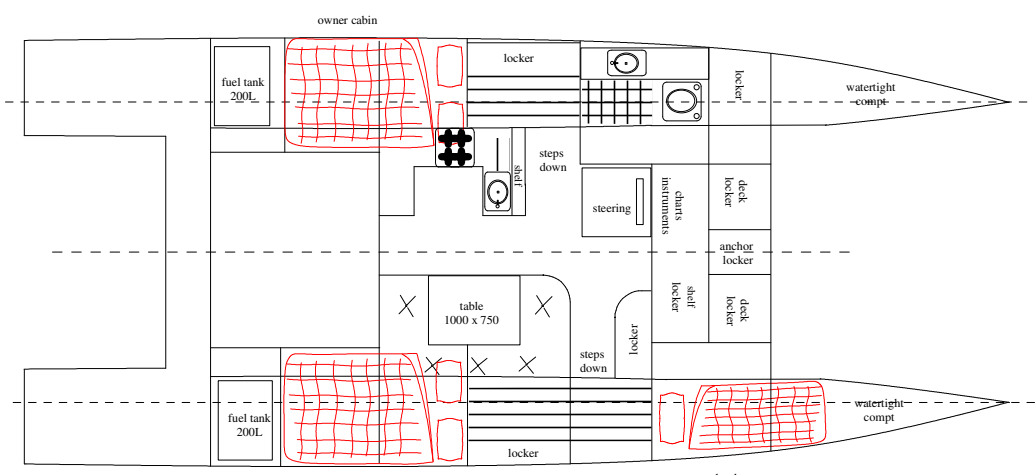 owner cabin
fuel tank
200L
locker
locker
watertight
compt
shelf
steps
down
steering
charts
instruments
deck
locker
anchor
locker
table
1000 x 750
shelf
locker
deck
locker
locker
steps
down
fuel tank
200L
locker
watertight
compt